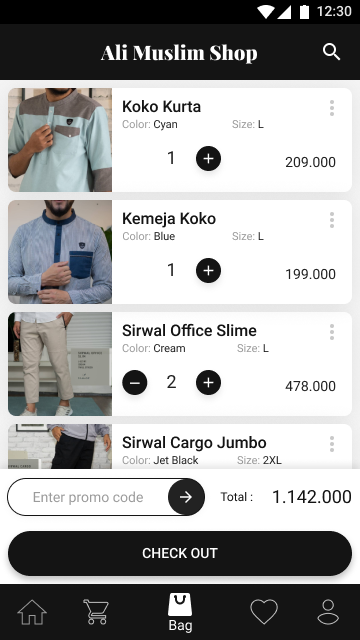 12:30
Ali Muslim Shop
Koko Kurta
Color: Cyan Size: L
1 + 209.000
Kemeja Koko
Color: Blue Size: L
1 + 199.000
Sirwal Office Slime
Color: Cream Size: L
− 2 + 478.000
Sirwal Cargo Jumbo
Color: Jet Black Size: 2XL
Enter promo code Total : 1.142.000
CHECK OUT
Bag